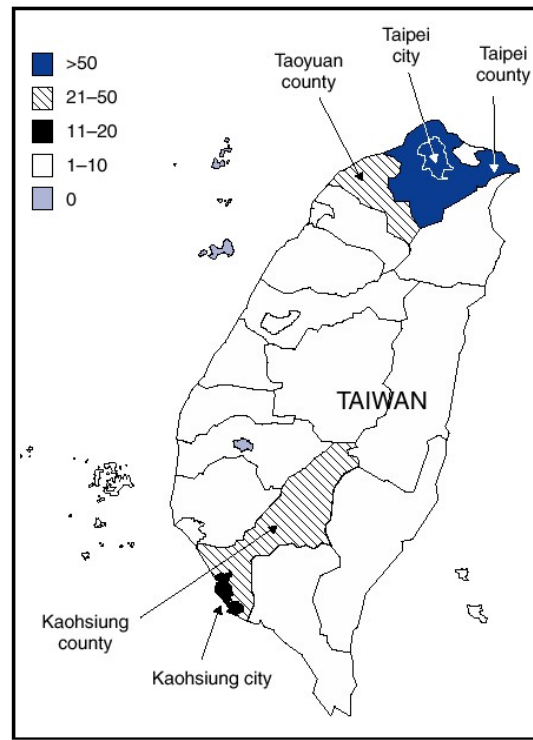 >50
21–50
11–20
1–10
0
Taoyuan
county
Taipei
city
Taipei
county
TAIWAN
Kaohsiung
county
Kaohsiung city